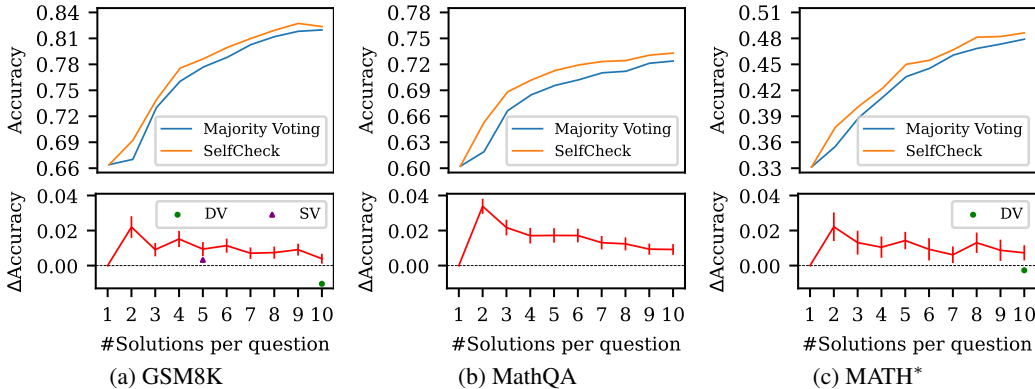 Accuracy
0.84
0.81
0.78
0.75
0.72
0.69
0.66
Majority Voting
SelfCheck
ΔAccuracy
0.04
0.02
0.00
DV
SV
1 2 3 4 5 6 7 8 9 10
#Solutions per question
(a) GSM8K
Accuracy
0.78
0.75
0.72
0.69
0.66
0.63
0.60
Majority Voting
SelfCheck
ΔAccuracy
0.04
0.02
0.00
1 2 3 4 5 6 7 8 9 10
#Solutions per question
(b) MathQA
Accuracy
0.51
0.48
0.45
0.42
0.39
0.36
0.33
Majority Voting
SelfCheck
ΔAccuracy
0.04
0.02
0.00
DV
1 2 3 4 5 6 7 8 9 10
#Solutions per question
(c) MATH*